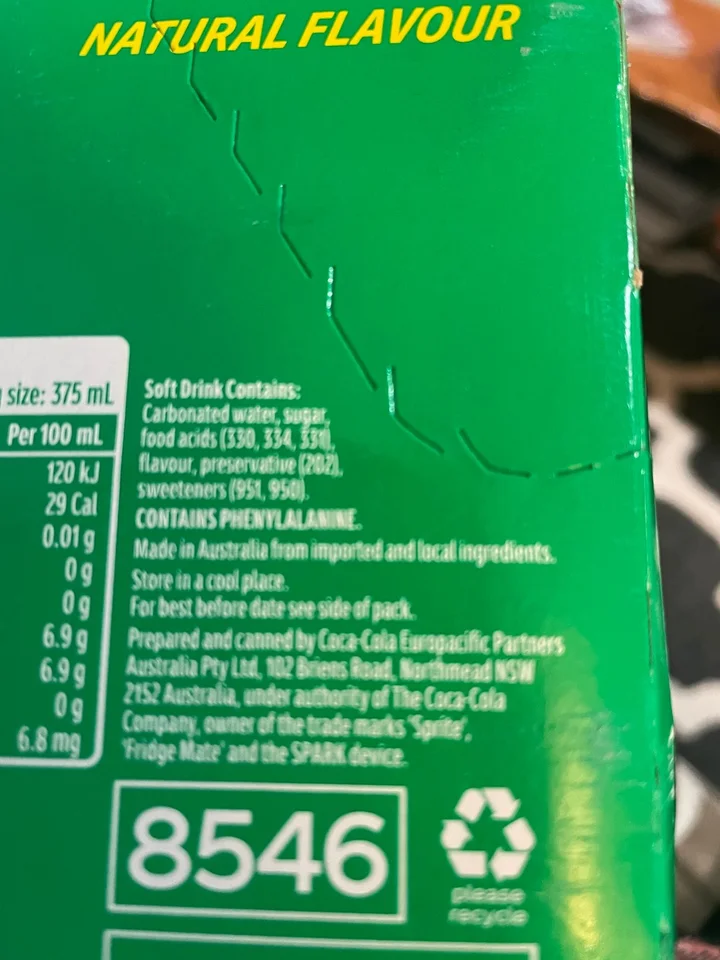 NATURAL FLAVOUR
size: 375 mL
Per 100 mL
120 kJ
29 Cal
0.01 g
0 g
0 g
6.9 g
6.9 g
0 g
6.8 mg
Soft Drink Contains:
Carbonated water, sugar,
food acids (330, 334, 331),
flavour, preservative (202),
sweeteners (951, 950).
CONTAINS PHENYLALANINE.
Made in Australia from imported and local ingredients.
Store in a cool place.
For best before date see side of pack.
Prepared and canned by Coca-Cola Europacific Partners
Australia Pty Ltd, 102 Briens Road, Northmead NSW
2152 Australia, under authority of The Coca-Cola
Company, owner of the trade marks 'Sprite',
'Fridge Mate' and the SPARK device.
8546
please
recycle